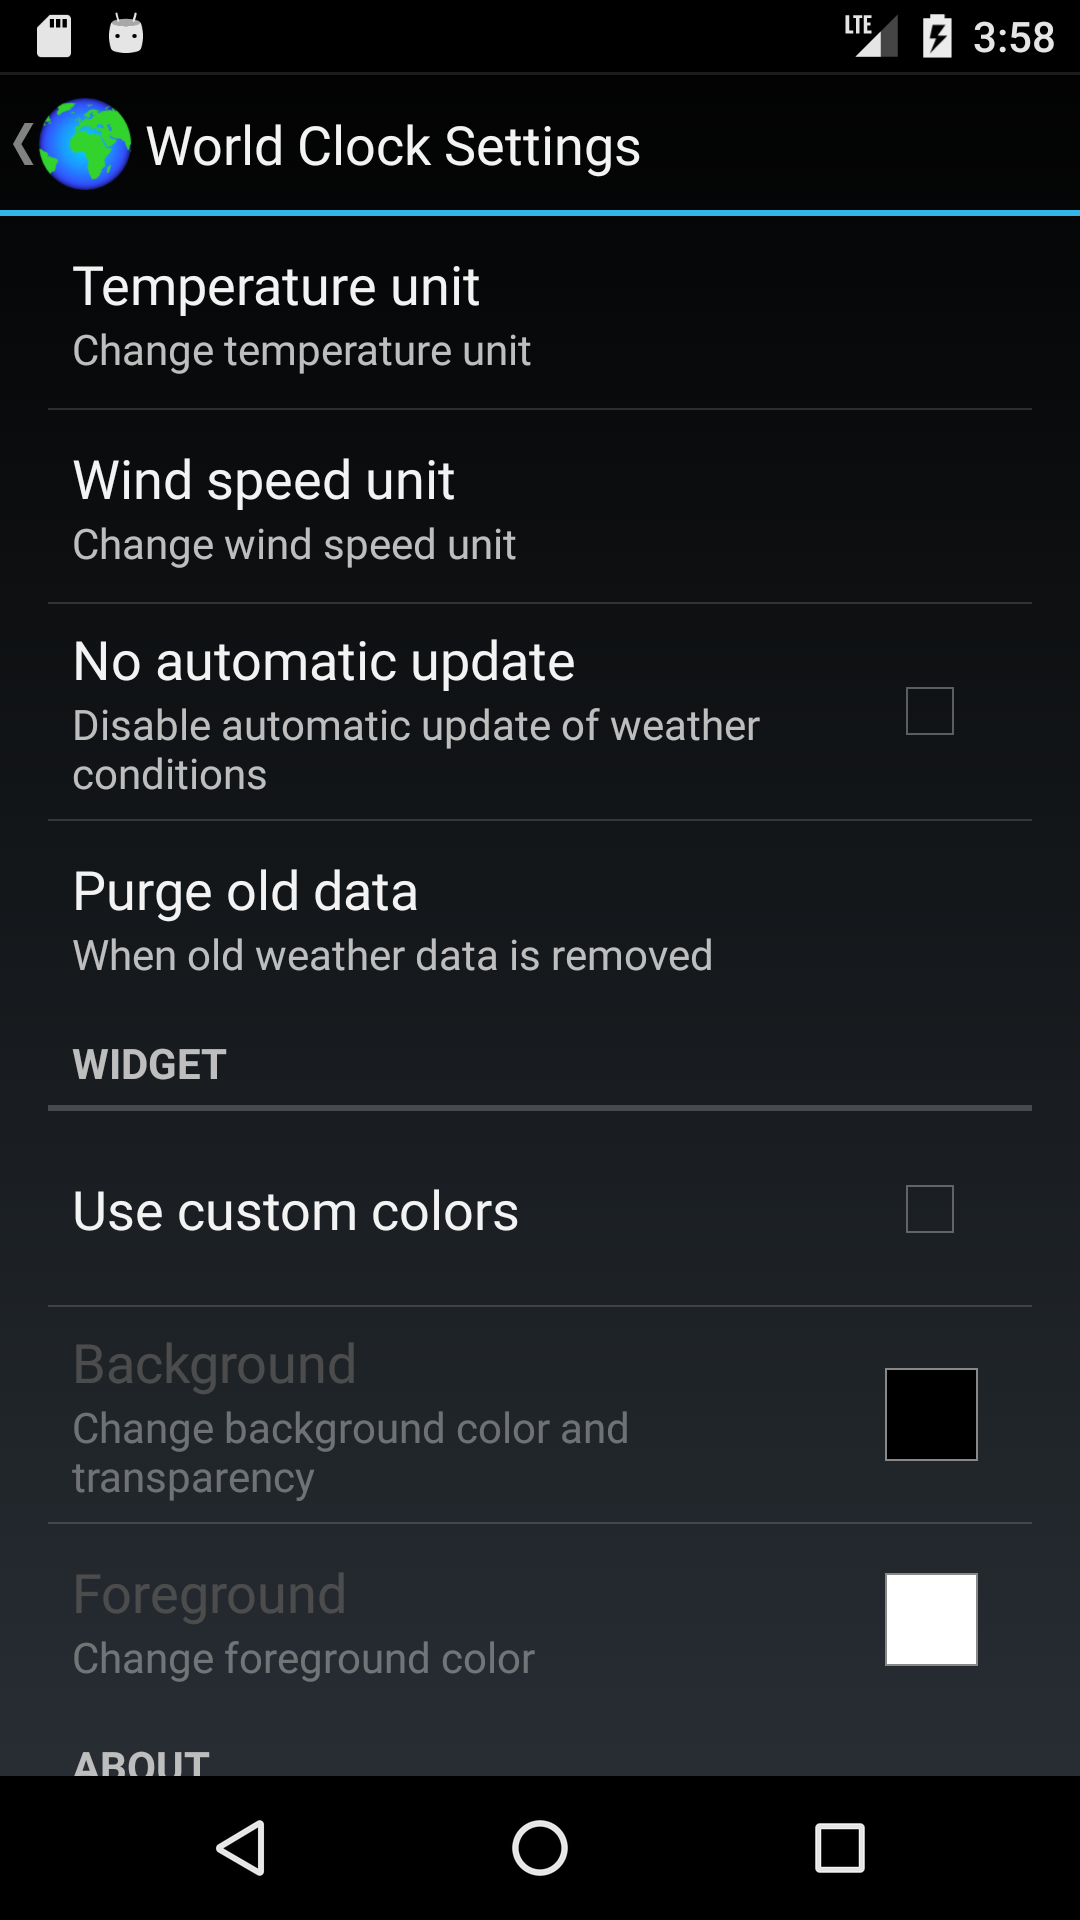 LTE 3:58
World Clock Settings
Temperature unit
Change temperature unit
Wind speed unit
Change wind speed unit
No automatic update
Disable automatic update of weather
conditions
Purge old data
When old weather data is removed
WIDGET
Use custom colors
Background
Change background color and
transparency
Foreground
Change foreground color
ABOUT